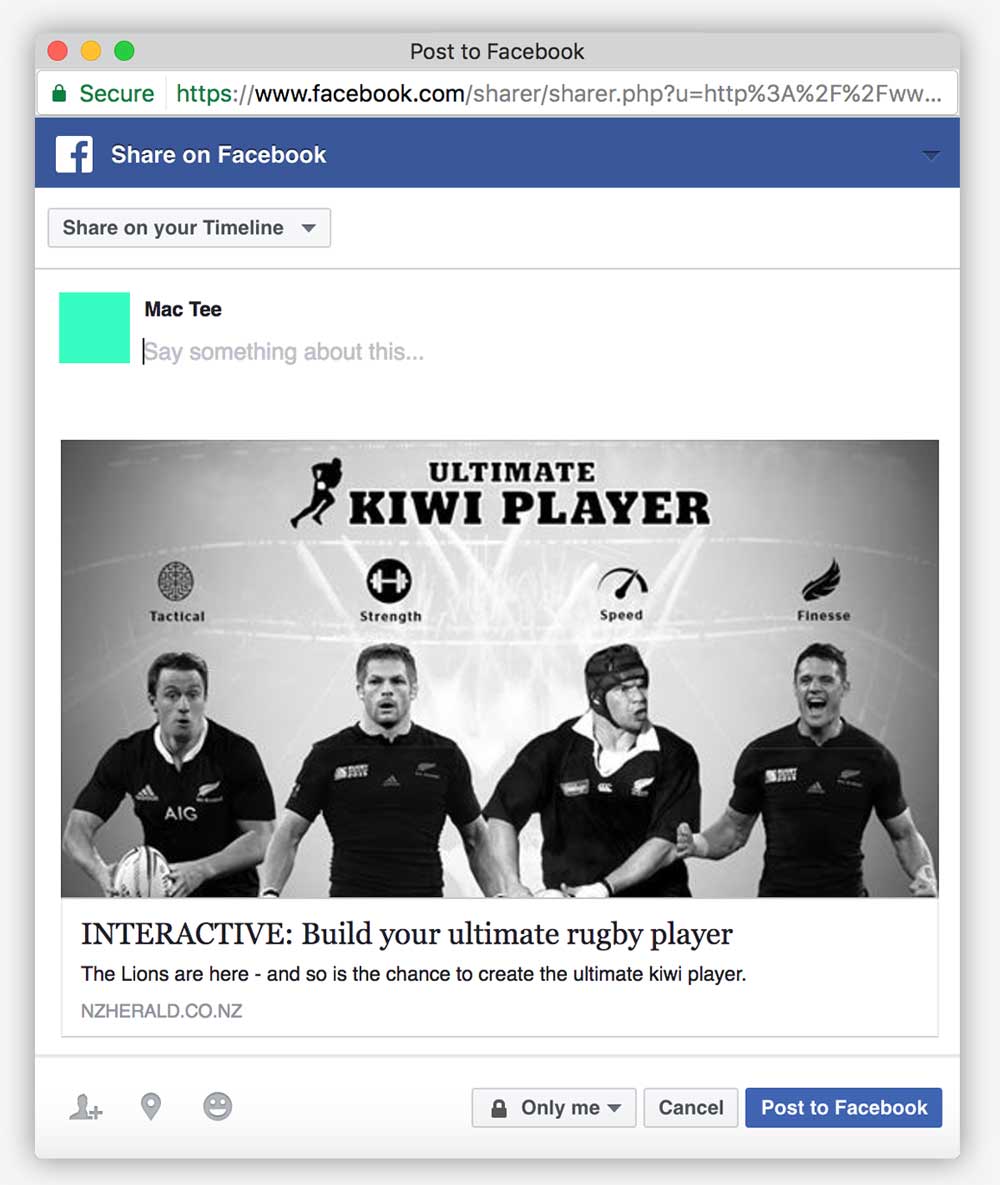 Post to Facebook
Secure https://www.facebook.com/sharer/sharer.php?u=http%3A%2F%2Fww...
Share on Facebook
Share on your Timeline
Mac Tee
Say something about this...
ULTIMATE
KIWI PLAYER
Tactical Strength Speed Finesse
AIG
INTERACTIVE: Build your ultimate rugby player
The Lions are here - and so is the chance to create the ultimate kiwi player.
NZHERALD.CO.NZ
Only me Cancel Post to Facebook